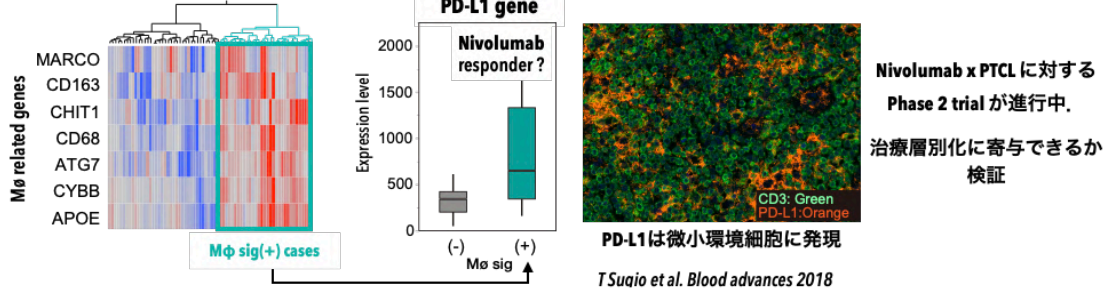 PD-L1 gene
Mø related genes
MARCO
CD163
CHIT1
CD68
ATG7
CYBB
APOE
Mϕ sig(+) cases
Expression level
2000
1500
1000
500
0
Nivolumab
responder ?
(-)
(+)
Mø sig
CD3: Green
PD-L1:Orange
PD-L1は微小環境細胞に発現
T Sugio et al. Blood advances 2018
Nivolumab x PTCL に対する
Phase 2 trial が進行中.
治療層別化に寄与できるか
検証